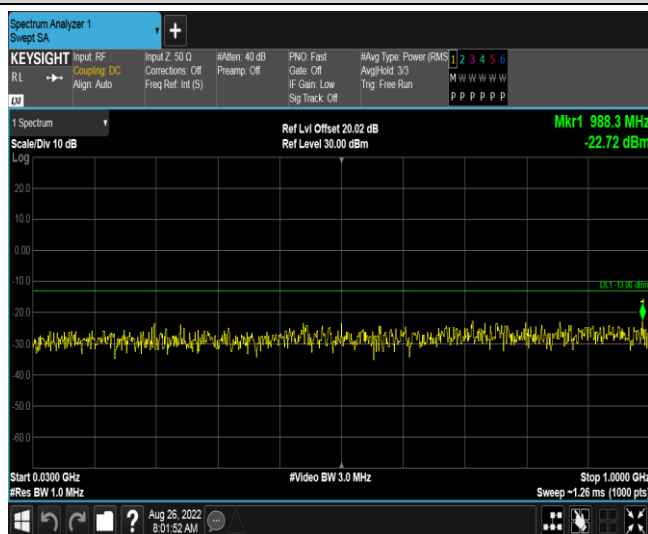 Spectrum Analyzer 1
Swept SA
KEYSIGHT
RL
LXI
Input: RF
Coupling: DC
Align: Auto
Input Z: 50 Ω
Corrections: Off
Freq Ref: Int (S)
#Atten: 40 dB
Preamp: Off
PNO: Fast
Gate: Off
IF Gain: Low
Sig Track: Off
#Avg Type: Power (RMS
Avg|Hold: 3/3
Trig: Free Run
1 2 3 4 5 6
M W W W W W
P P P P P P
1 Spectrum
Scale/Div 10 dB
Log
Ref Lvl Offset 20.02 dB
Ref Level 30.00 dBm
Mkr1 988.3 MHz
-22.72 dBm
20.0
10.0
0.00
-10.0
DL1 -13.00 dBm
-20.0
-30.0
-40.0
-50.0
-60.0
Start 0.0300 GHz
#Res BW 1.0 MHz
#Video BW 3.0 MHz
Stop 1.0000 GHz
Sweep ~1.26 ms (1000 pts)
Aug 26, 2022
8:01:52 AM